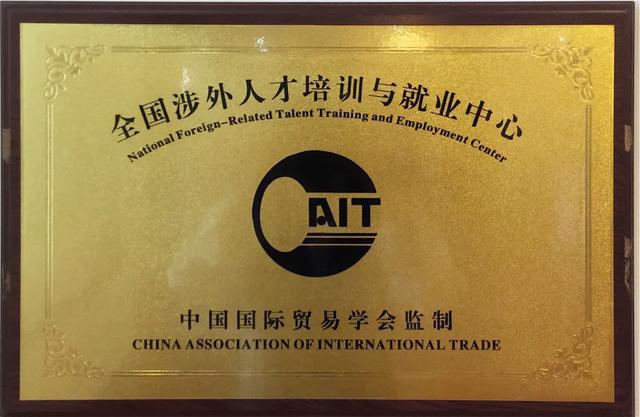 全国涉外人才培训与就业中心
National Foreign-Related Talent Training and Employment Center
AIT
中国国际贸易学会监制
CHINA ASSOCIATION OF INTERNATIONAL TRADE